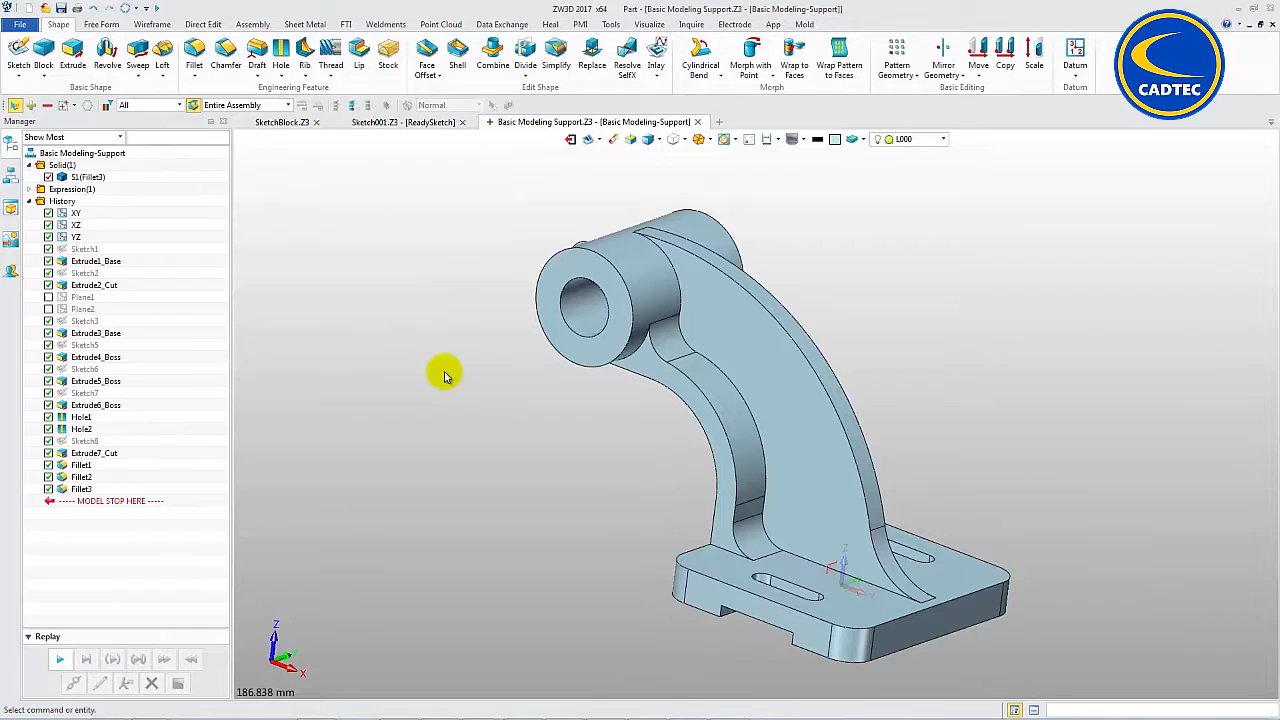 ZW3D 2017 x64 Part - [Basic Modeling Support.Z3 - [Basic Modeling-Support]]
File Shape Free Form Wireframe Direct Edit Assembly Sheet Metal FTI Weldments Point Cloud Data Exchange Heal PMI Tools Visualize Inquire Electrode App Mold
Sketch Block Extrude Revolve Sweep Loft Fillet Chamfer Draft Hole Rib Thread Lip Stock Face Offset Shell Combine Divide Simplify Replace Resolve SelfX Inlay Cylindrical Bend Morph with Point Wrap to Faces Wrap Pattern to Faces Pattern Geometry Mirror Geometry Move Copy Scale Datum
Basic Shape Engineering Feature Edit Shape Morph Basic Editing Datum
CADTEC
All Entire Assembly Normal
Manager SketchBlock.Z3 Sketch001.Z3 - [ReadySketch] Basic Modeling Support.Z3 - [Basic Modeling-Support]
Show Most L000
Basic Modeling-Support
Solid(1)
S1(Fillet3)
Expression(1)
History
XY
XZ
YZ
Sketch1
Extrude1_Base
Sketch2
Extrude2_Cut
Plane1
Plane2
Sketch3
Extrude3_Base
Sketch5
Extrude4_Boss
Sketch6
Extrude5_Boss
Sketch7
Extrude6_Boss
Hole1
Hole2
Sketch8
Extrude7_Cut
Fillet1
Fillet2
Fillet3
----- MODEL STOP HERE -----
Z
Z
X
Replay
186.838 mm
Select command or entity.